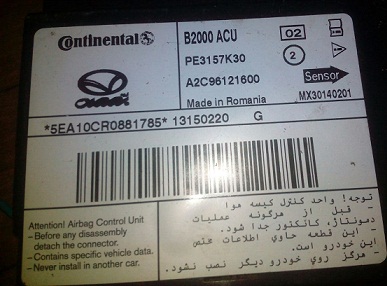 Continental
B2000 ACU
02
PE3157K30
2
A2C96121600
Sensor
Made in Romania
MX30140201
*5EA10CR0881785* 13150220 G
Attention! Airbag Control Unit
– Before any disassembly
detach the connector.
– Contains specific vehicle data.
– Never install in another car.
توجه! واحد کنترل کیسه هوا
- قبل از هرگونه عملیات
دمونتاژ، کانکتور جدا شود.
- این قطعه حاوی اطلاعات مختص
این خودرو است.
- هرگز روی خودرو دیگر نصب نشود.